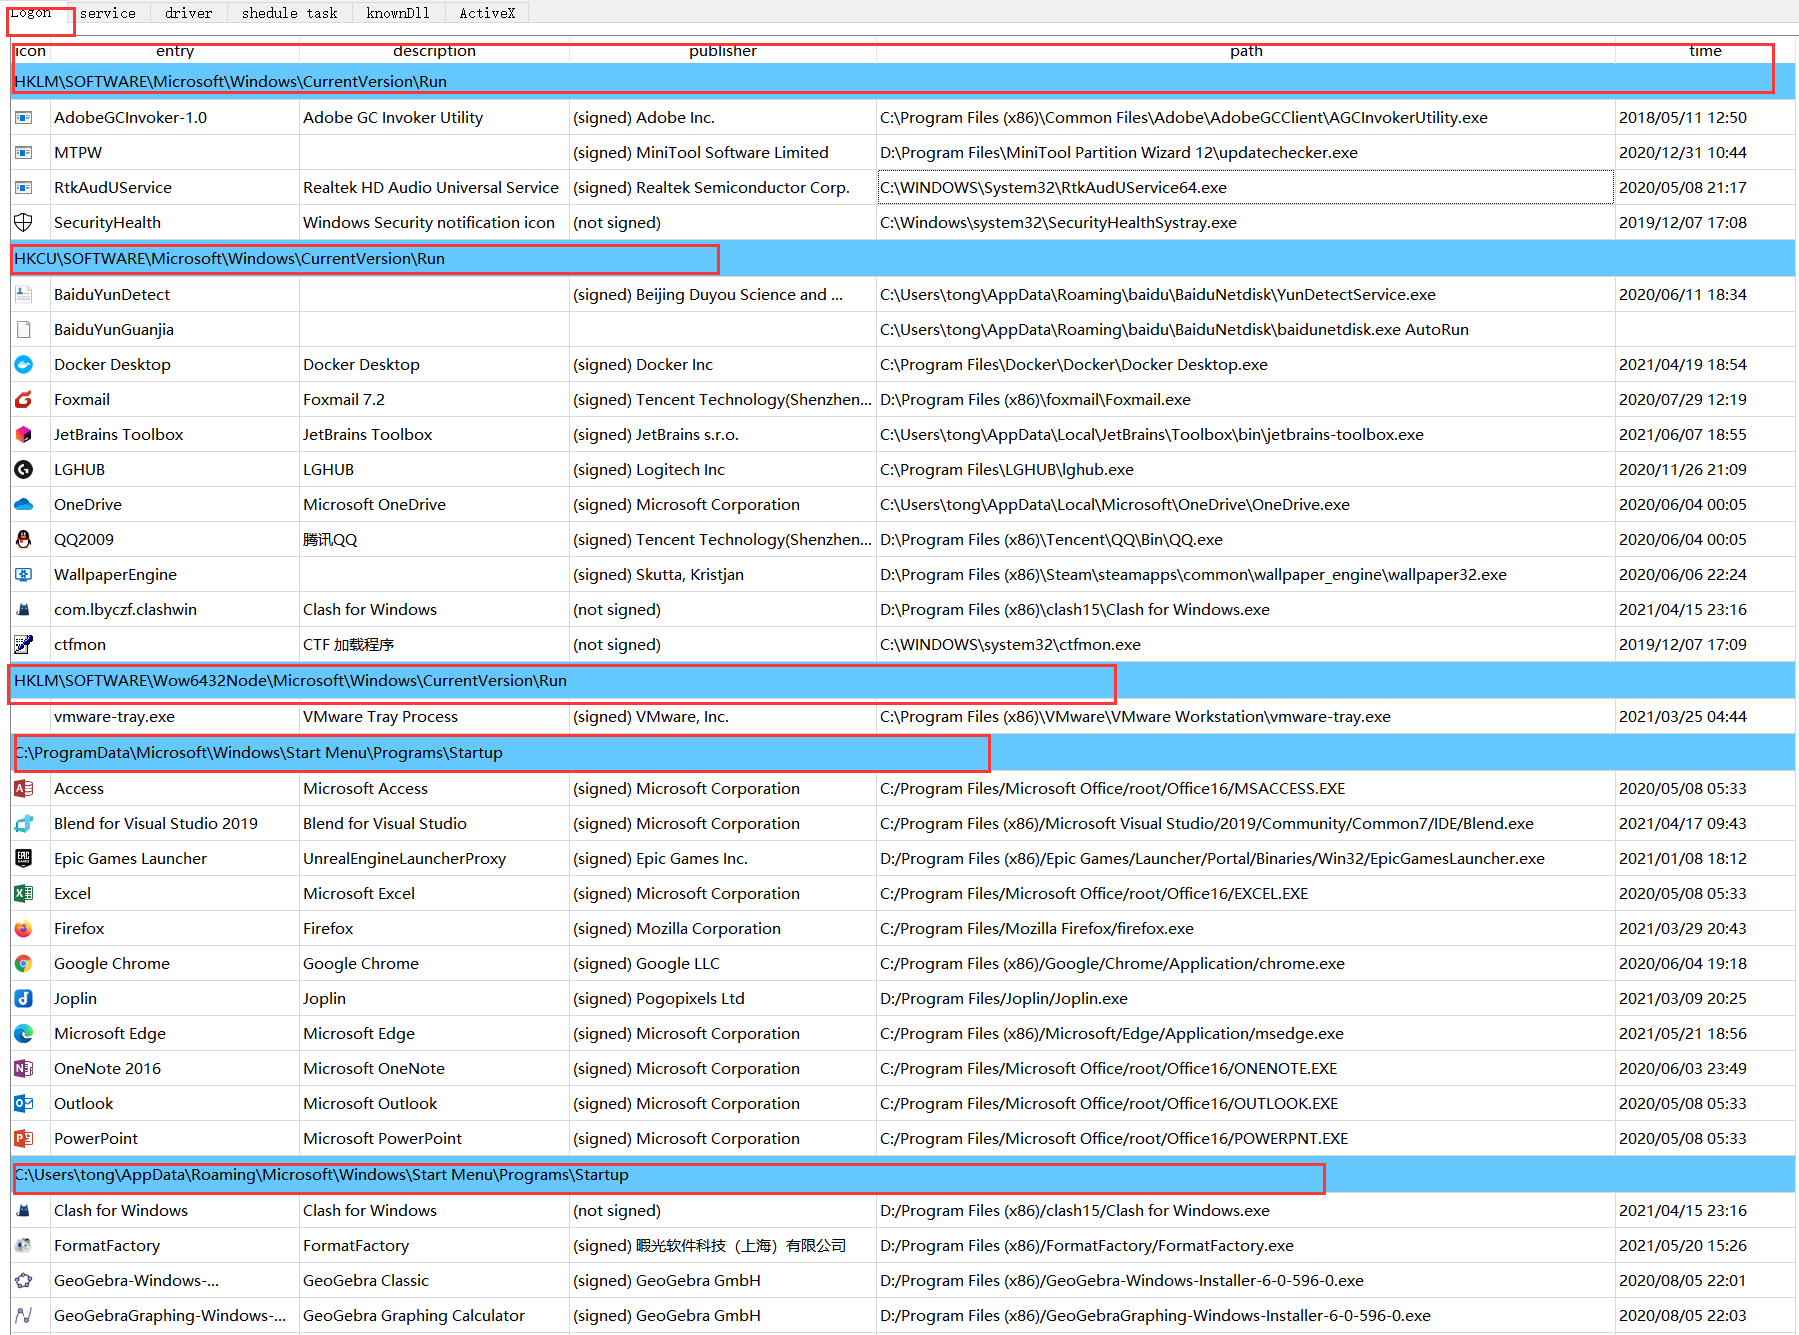 Logon service driver shedule task knownDll ActiveX
icon entry description publisher path time
HKLM\SOFTWARE\Microsoft\Windows\CurrentVersion\Run
AdobeGCInvoker-1.0 Adobe GC Invoker Utility (signed) Adobe Inc. C:\Program Files (x86)\Common Files\Adobe\AdobeGCClient\AGCInvokerUtility.exe 2018/05/11 12:50
MTPW (signed) MiniTool Software Limited D:\Program Files\MiniTool Partition Wizard 12\updatechecker.exe 2020/12/31 10:44
RtkAudUService Realtek HD Audio Universal Service (signed) Realtek Semiconductor Corp. C:\WINDOWS\System32\RtkAudUService64.exe 2020/05/08 21:17
SecurityHealth Windows Security notification icon (not signed) C:\Windows\system32\SecurityHealthSystray.exe 2019/12/07 17:08
HKCU\SOFTWARE\Microsoft\Windows\CurrentVersion\Run
BaiduYunDetect (signed) Beijing Duyou Science and ... C:\Users\tong\AppData\Roaming\baidu\BaiduNetdisk\YunDetectService.exe 2020/06/11 18:34
BaiduYunGuanjia C:\Users\tong\AppData\Roaming\baidu\BaiduNetdisk\baidunetdisk.exe AutoRun
Docker Desktop Docker Desktop (signed) Docker Inc C:\Program Files\Docker\Docker\Docker Desktop.exe 2021/04/19 18:54
Foxmail Foxmail 7.2 (signed) Tencent Technology(Shenzhen... D:\Program Files (x86)\foxmail\Foxmail.exe 2020/07/29 12:19
JetBrains Toolbox JetBrains Toolbox (signed) JetBrains s.r.o. C:\Users\tong\AppData\Local\JetBrains\Toolbox\bin\jetbrains-toolbox.exe 2021/06/07 18:55
LGHUB LGHUB (signed) Logitech Inc C:\Program Files\LGHUB\lghub.exe 2020/11/26 21:09
OneDrive Microsoft OneDrive (signed) Microsoft Corporation C:\Users\tong\AppData\Local\Microsoft\OneDrive\OneDrive.exe 2020/06/04 00:05
QQ2009 腾讯QQ (signed) Tencent Technology(Shenzhen... D:\Program Files (x86)\Tencent\QQ\Bin\QQ.exe 2020/06/04 00:05
WallpaperEngine (signed) Skutta, Kristjan D:\Program Files (x86)\Steam\steamapps\common\wallpaper_engine\wallpaper32.exe 2020/06/06 22:24
com.lbyczf.clashwin Clash for Windows (not signed) D:\Program Files (x86)\clash15\Clash for Windows.exe 2021/04/15 23:16
ctfmon CTF 加载程序 (not signed) C:\WINDOWS\system32\ctfmon.exe 2019/12/07 17:09
HKLM\SOFTWARE\Wow6432Node\Microsoft\Windows\CurrentVersion\Run
vmware-tray.exe VMware Tray Process (signed) VMware, Inc. C:\Program Files (x86)\VMware\VMware Workstation\vmware-tray.exe 2021/03/25 04:44
C:\ProgramData\Microsoft\Windows\Start Menu\Programs\Startup
Access Microsoft Access (signed) Microsoft Corporation C:/Program Files/Microsoft Office/root/Office16/MSACCESS.EXE 2020/05/08 05:33
Blend for Visual Studio 2019 Blend for Visual Studio (signed) Microsoft Corporation C:/Program Files (x86)/Microsoft Visual Studio/2019/Community/Common7/IDE/Blend.exe 2021/04/17 09:43
Epic Games Launcher UnrealEngineLauncherProxy (signed) Epic Games Inc. D:/Program Files (x86)/Epic Games/Launcher/Portal/Binaries/Win32/EpicGamesLauncher.exe 2021/01/08 18:12
Excel Microsoft Excel (signed) Microsoft Corporation C:/Program Files/Microsoft Office/root/Office16/EXCEL.EXE 2020/05/08 05:33
Firefox Firefox (signed) Mozilla Corporation C:/Program Files/Mozilla Firefox/firefox.exe 2021/03/29 20:43
Google Chrome Google Chrome (signed) Google LLC C:/Program Files (x86)/Google/Chrome/Application/chrome.exe 2020/06/04 19:18
Joplin Joplin (signed) Pogopixels Ltd D:/Program Files/Joplin/Joplin.exe 2021/03/09 20:25
Microsoft Edge Microsoft Edge (signed) Microsoft Corporation C:/Program Files (x86)/Microsoft/Edge/Application/msedge.exe 2021/05/21 18:56
OneNote 2016 Microsoft OneNote (signed) Microsoft Corporation C:/Program Files/Microsoft Office/root/Office16/ONENOTE.EXE 2020/06/03 23:49
Outlook Microsoft Outlook (signed) Microsoft Corporation C:/Program Files/Microsoft Office/root/Office16/OUTLOOK.EXE 2020/05/08 05:33
PowerPoint Microsoft PowerPoint (signed) Microsoft Corporation C:/Program Files/Microsoft Office/root/Office16/POWERPNT.EXE 2020/05/08 05:33
C:\Users\tong\AppData\Roaming\Microsoft\Windows\Start Menu\Programs\Startup
Clash for Windows Clash for Windows (not signed) D:/Program Files (x86)/clash15/Clash for Windows.exe 2021/04/15 23:16
FormatFactory FormatFactory (signed) 暇光软件科技（上海）有限公司 D:/Program Files (x86)/FormatFactory/FormatFactory.exe 2021/05/20 15:26
GeoGebra-Windows-... GeoGebra Classic (signed) GeoGebra GmbH D:/Program Files (x86)/GeoGebra-Windows-Installer-6-0-596-0.exe 2020/08/05 22:01
GeoGebraGraphing-Windows-... GeoGebra Graphing Calculator (signed) GeoGebra GmbH D:/Program Files (x86)/GeoGebraGraphing-Windows-Installer-6-0-596-0.exe 2020/08/05 22:03